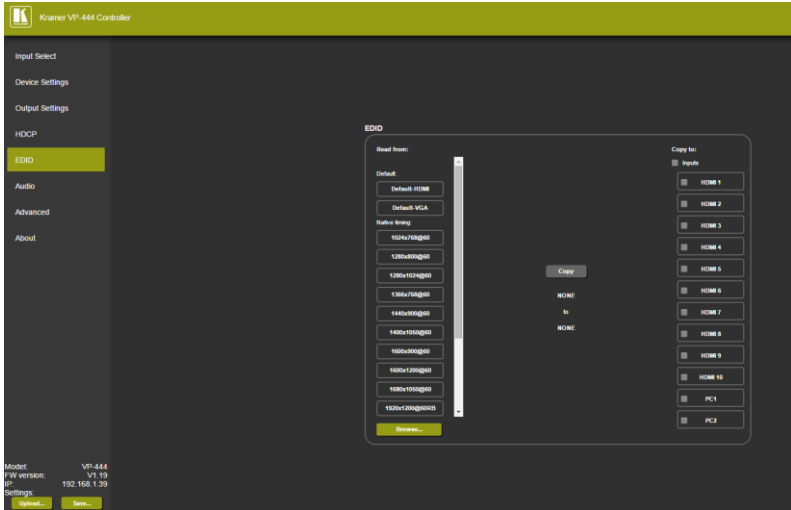 Kramer VP-444 Controller
Input Select
Device Settings
Output Settings
HDCP
EDID
Audio
Advanced
About
Model: VP-444
FW version: V1.19
IP: 192.168.1.39
Settings:
Upload... Save...
EDID
Read from:
Default:
Default-HDMI
Default-VGA
Native timing:
1024x768@60
1280x800@60
1280x1024@60
1366x768@60
1440x900@60
1400x1050@60
1600x900@60
1600x1200@60
1680x1050@60
1920x1200@60RB
Browse...
Copy
NONE
to
NONE
Copy to:
Inputs
HDMI 1
HDMI 2
HDMI 3
HDMI 4
HDMI 5
HDMI 6
HDMI 7
HDMI 8
HDMI 9
HDMI 10
PC1
PC2